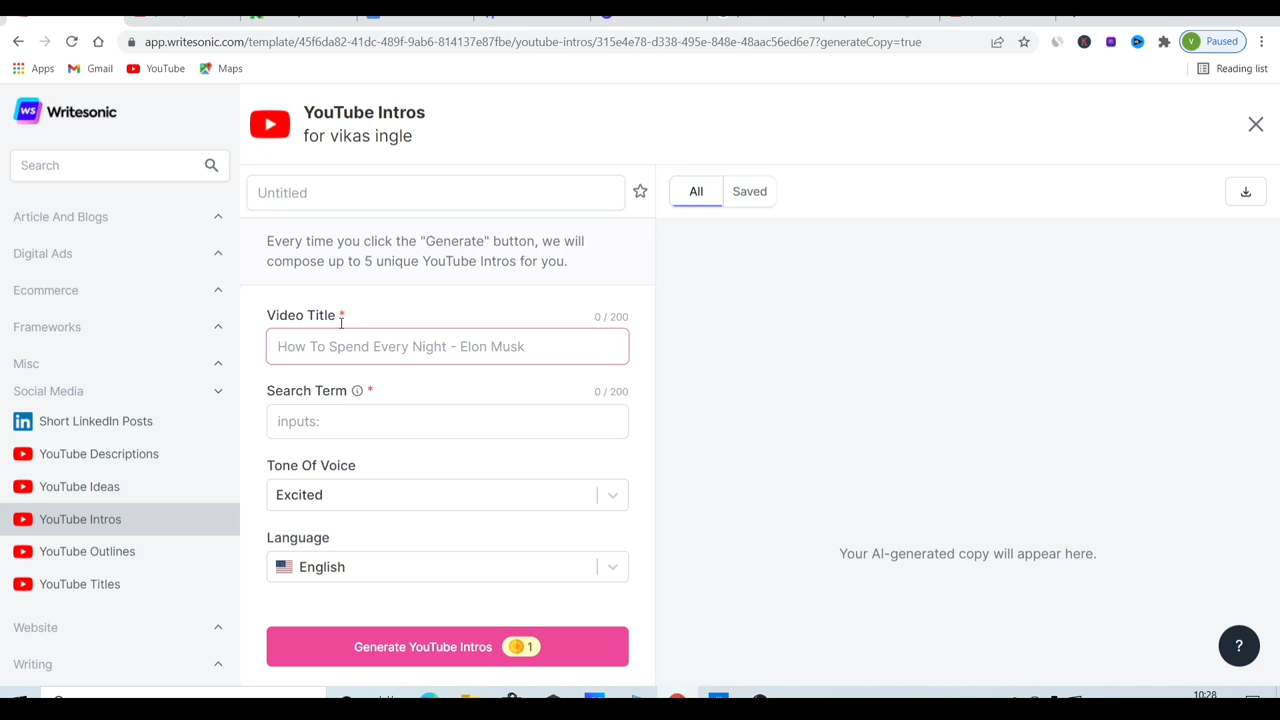 app.writesonic.com/template/45f6da82-41dc-489f-9ab6-814137e87fbe/youtube-intros/315e4e78-d338-495e-848e-48aac56ed6e7?generateCopy=true
K
V Paused
Apps Gmail YouTube Maps
Reading list
WS Writesonic
Search
Article And Blogs
Digital Ads
Ecommerce
Frameworks
Misc
Social Media
Short LinkedIn Posts
YouTube Descriptions
YouTube Ideas
YouTube Intros
YouTube Outlines
YouTube Titles
Website
Writing
YouTube Intros
for vikas ingle
Untitled
Every time you click the "Generate" button, we will
compose up to 5 unique YouTube Intros for you.
Video Title *
0 / 200
How To Spend Every Night - Elon Musk
Search Term *
0 / 200
inputs:
Tone Of Voice
Excited
Language
English
Generate YouTube Intros 1
All Saved
Your AI-generated copy will appear here.
?
10:28